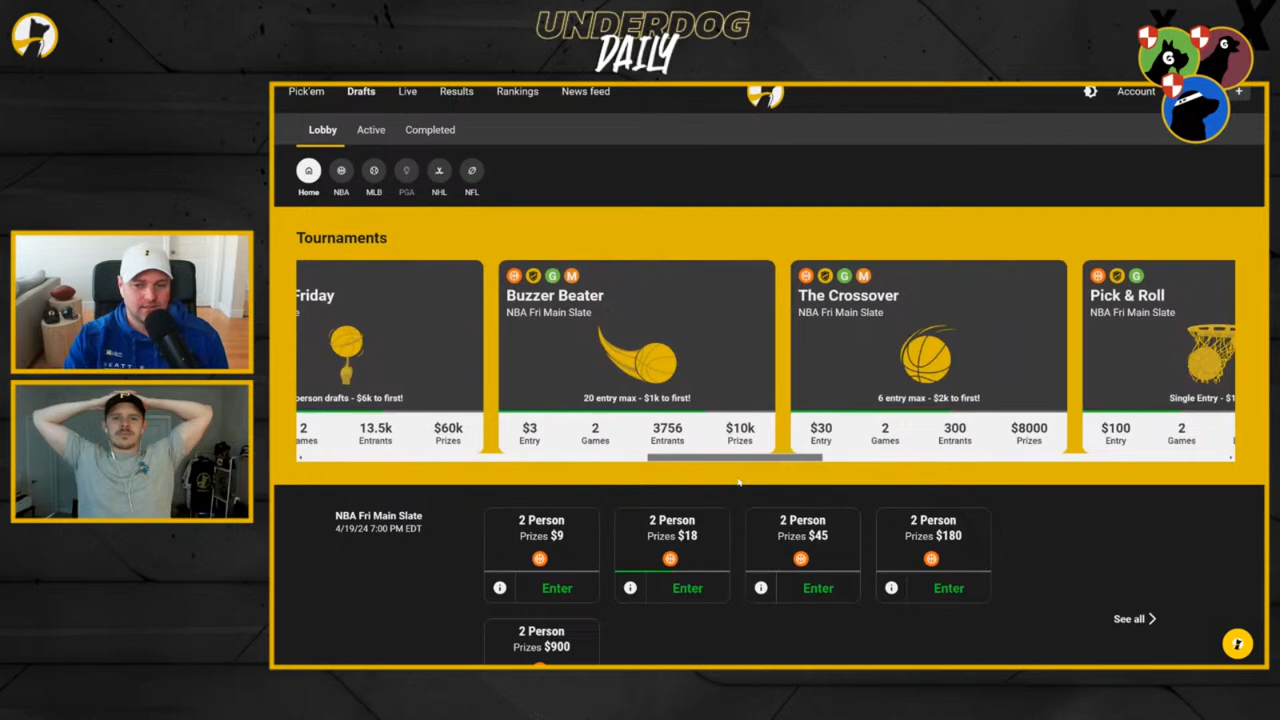 UNDERDOG
DAILY
Pick'em Drafts Live Results Rankings News feed Account +
Lobby Active Completed
Home NBA MLB PGA NHL NFL
Tournaments
Friday
e
person drafts - $6k to first!
2 13.5k $60k
ames Entrants Prizes
G M
Buzzer Beater
NBA Fri Main Slate
20 entry max - $1k to first!
$3 2 3756 $10k
Entry Games Entrants Prizes
G M
The Crossover
NBA Fri Main Slate
6 entry max - $2k to first!
$30 2 300 $8000
Entry Games Entrants Prizes
G
Pick & Roll
NBA Fri Main Slate
Single Entry - $1
$100 2
Entry Games E
NBA Fri Main Slate
4/19/24 7:00 PM EDT
2 Person 2 Person 2 Person 2 Person
Prizes $9 Prizes $18 Prizes $45 Prizes $180
Enter Enter Enter Enter
See all
2 Person
Prizes $900
G G